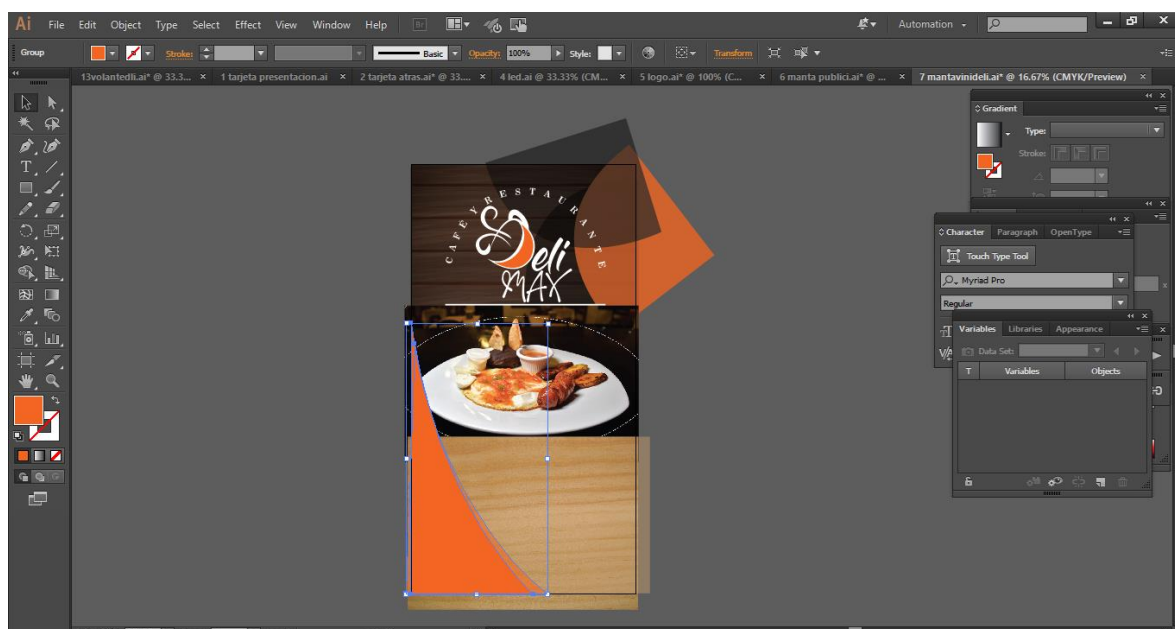 Ai File Edit Object Type Select Effect View Window Help Br Automation
Group Stroke: Basic Opacity: 100% Style: Transform
13volantedli.ai* @ 33.3... × 1 tarjeta presentacion.ai × 2 tarjeta atras.ai* @ 33.... × 4 led.ai @ 33.33% (CM... × 5 logo.ai* @ 100% (C... × 6 manta publici.ai* @ ... × 7 mantavinideli.ai* @ 16.67% (CMYK/Preview) ×
Gradient
Type:
Stroke:
CAFÉ Y RESTAURANTE
Deli
MAX
Character Paragraph OpenType
Touch Type Tool
Myriad Pro
Regular
Variables Libraries Appearance
Data Set:
T Variables Objects